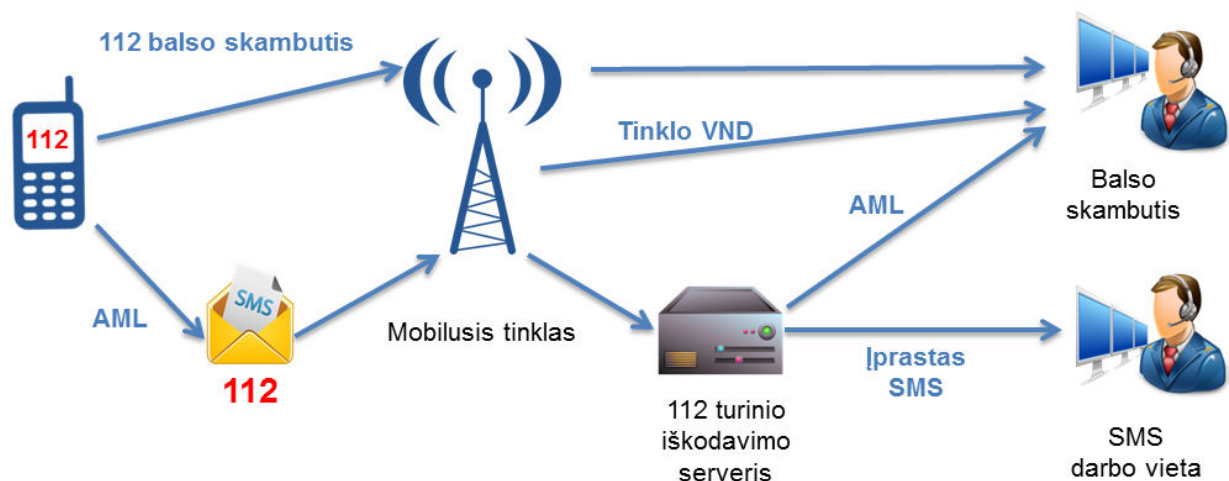 112 balso skambutis
112
Tinklo VND
Balso
skambutis
AML
AML
SMS
112
Mobilusis tinklas
Įprastas
SMS
112 turinio
iškodavimo
serveris
SMS
darbo vieta